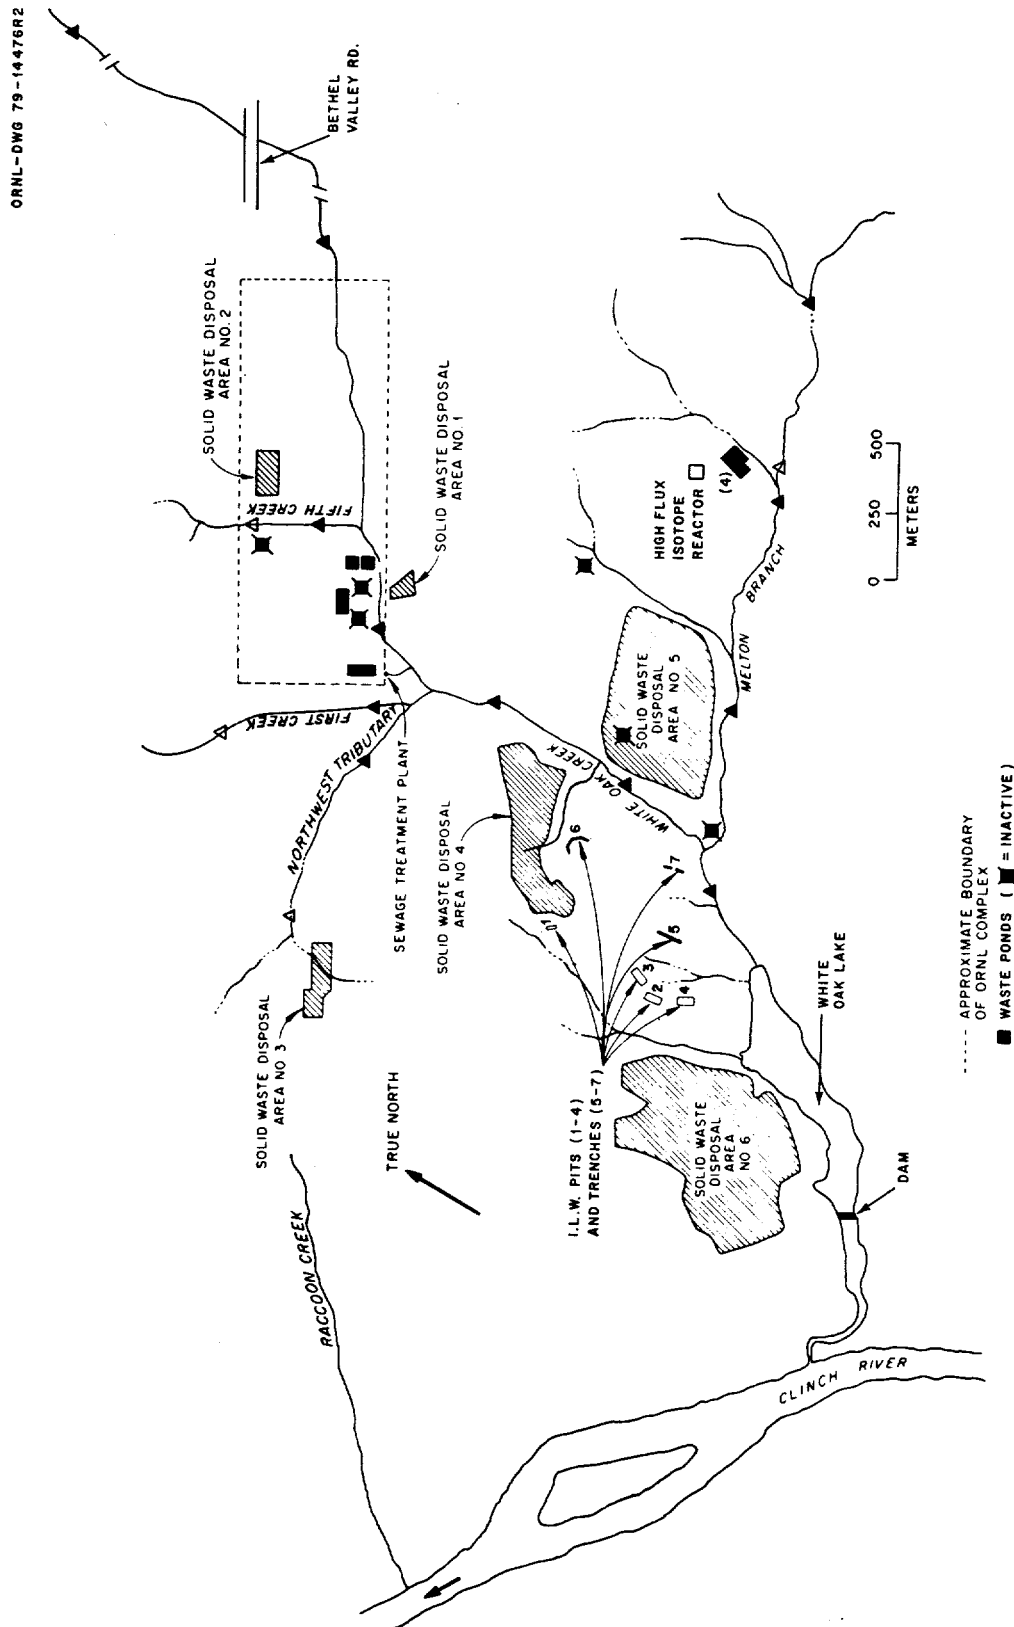 ORNL-DWG 79-14476R2
BETHEL
VALLEY RD.
SOLID WASTE DISPOSAL
AREA NO. 2
FIFTH CREEK
SOLID WASTE DISPOSAL
AREA NO. 1
FIRST CREEK
NORTHWEST TRIBUTARY
SEWAGE TREATMENT PLANT
SOLID WASTE DISPOSAL
AREA NO 3
SOLID WASTE DISPOSAL
AREA NO 4
RACCOON CREEK
TRUE NORTH
I.L.W. PITS (1-4)
AND TRENCHES (5-7)
1
2
3
4
5
6
7
WHITE OAK CREEK
SOLID WASTE
DISPOSAL
AREA NO 5
HIGH FLUX
ISOTOPE
REACTOR
(4)
MELTON BRANCH
0 250 500
METERS
SOLID WASTE
DISPOSAL
AREA
NO 6
WHITE
OAK LAKE
DAM
CLINCH RIVER
---- APPROXIMATE BOUNDARY
OF ORNL COMPLEX
WASTE PONDS ( = INACTIVE)